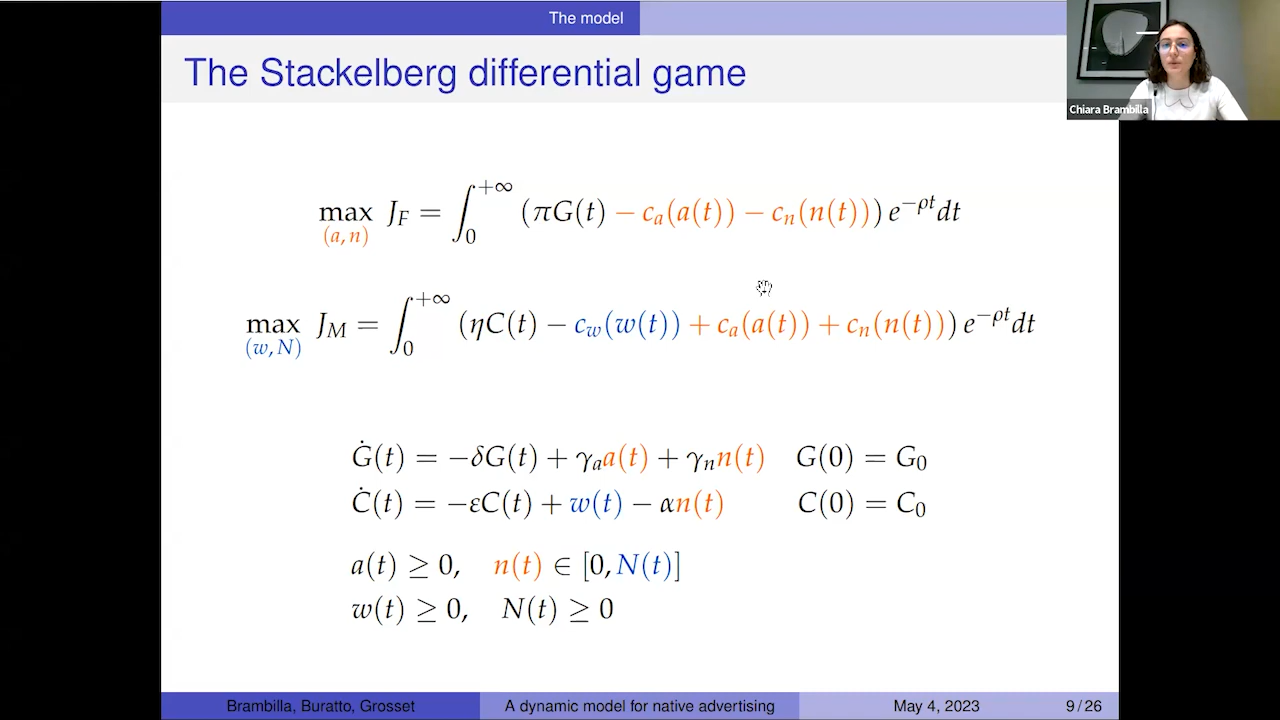 The model
The Stackelberg differential game
Chiara Brambilla
max J_F = ∫_0^{+∞} (πG(t) − c_a(a(t)) − c_n(n(t))) e^{−ρt} dt
(a, n)
max J_M = ∫_0^{+∞} (ηC(t) − c_w(w(t)) + c_a(a(t)) + c_n(n(t))) e^{−ρt} dt
(w, N)
Ġ(t) = −δG(t) + γ_a a(t) + γ_n n(t) G(0) = G_0
Ċ(t) = −εC(t) + w(t) − αn(t) C(0) = C_0
a(t) ≥ 0, n(t) ∈ [0, N(t)]
w(t) ≥ 0, N(t) ≥ 0
Brambilla, Buratto, Grosset A dynamic model for native advertising May 4, 2023 9 / 26